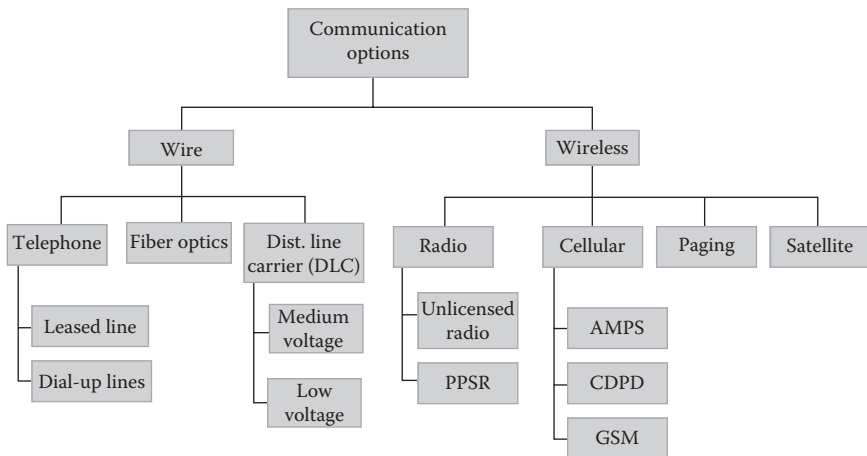 Communication
options
Wire
Wireless
Telephone
Fiber optics
Dist. line
carrier (DLC)
Radio
Cellular
Paging
Satellite
Leased line
Dial-up lines
Medium
voltage
Low
voltage
Unlicensed
radio
PPSR
AMPS
CDPD
GSM